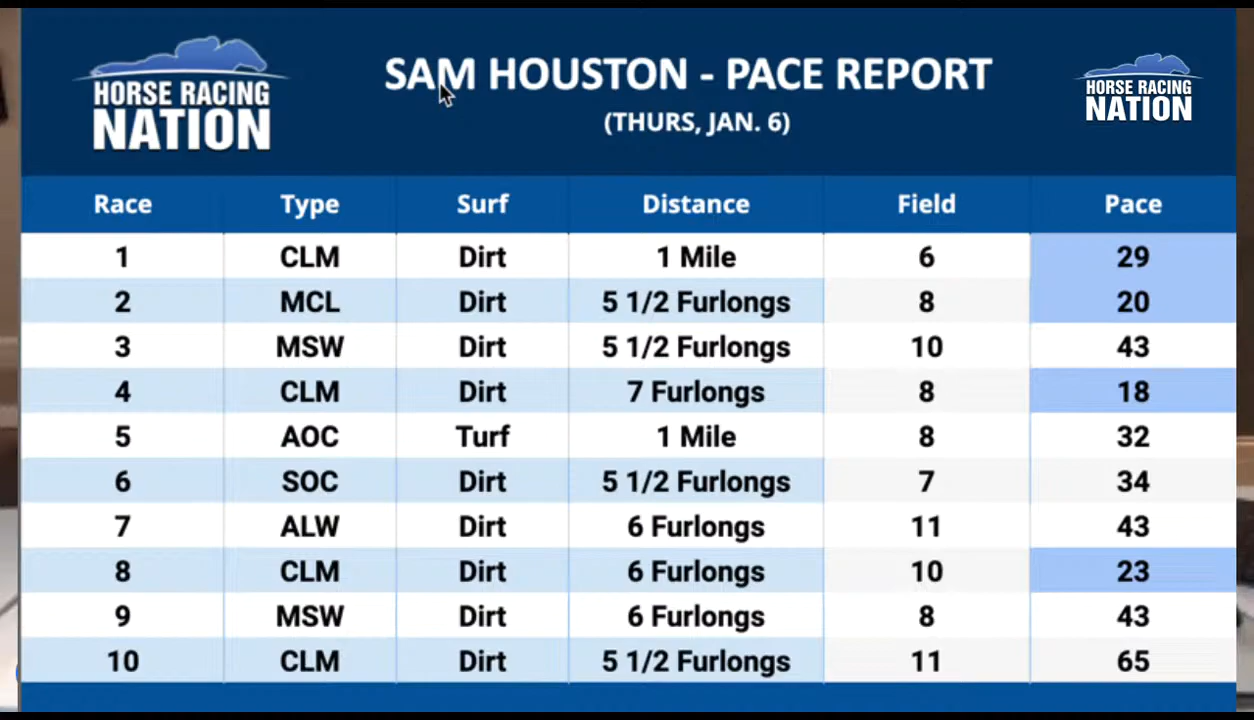 HORSE RACING
NATION
SAM HOUSTON - PACE REPORT
(THURS, JAN. 6)
HORSE RACING
NATION
Race Type Surf Distance Field Pace
1 CLM Dirt 1 Mile 6 29
2 MCL Dirt 5 1/2 Furlongs 8 20
3 MSW Dirt 5 1/2 Furlongs 10 43
4 CLM Dirt 7 Furlongs 8 18
5 AOC Turf 1 Mile 8 32
6 SOC Dirt 5 1/2 Furlongs 7 34
7 ALW Dirt 6 Furlongs 11 43
8 CLM Dirt 6 Furlongs 10 23
9 MSW Dirt 6 Furlongs 8 43
10 CLM Dirt 5 1/2 Furlongs 11 65